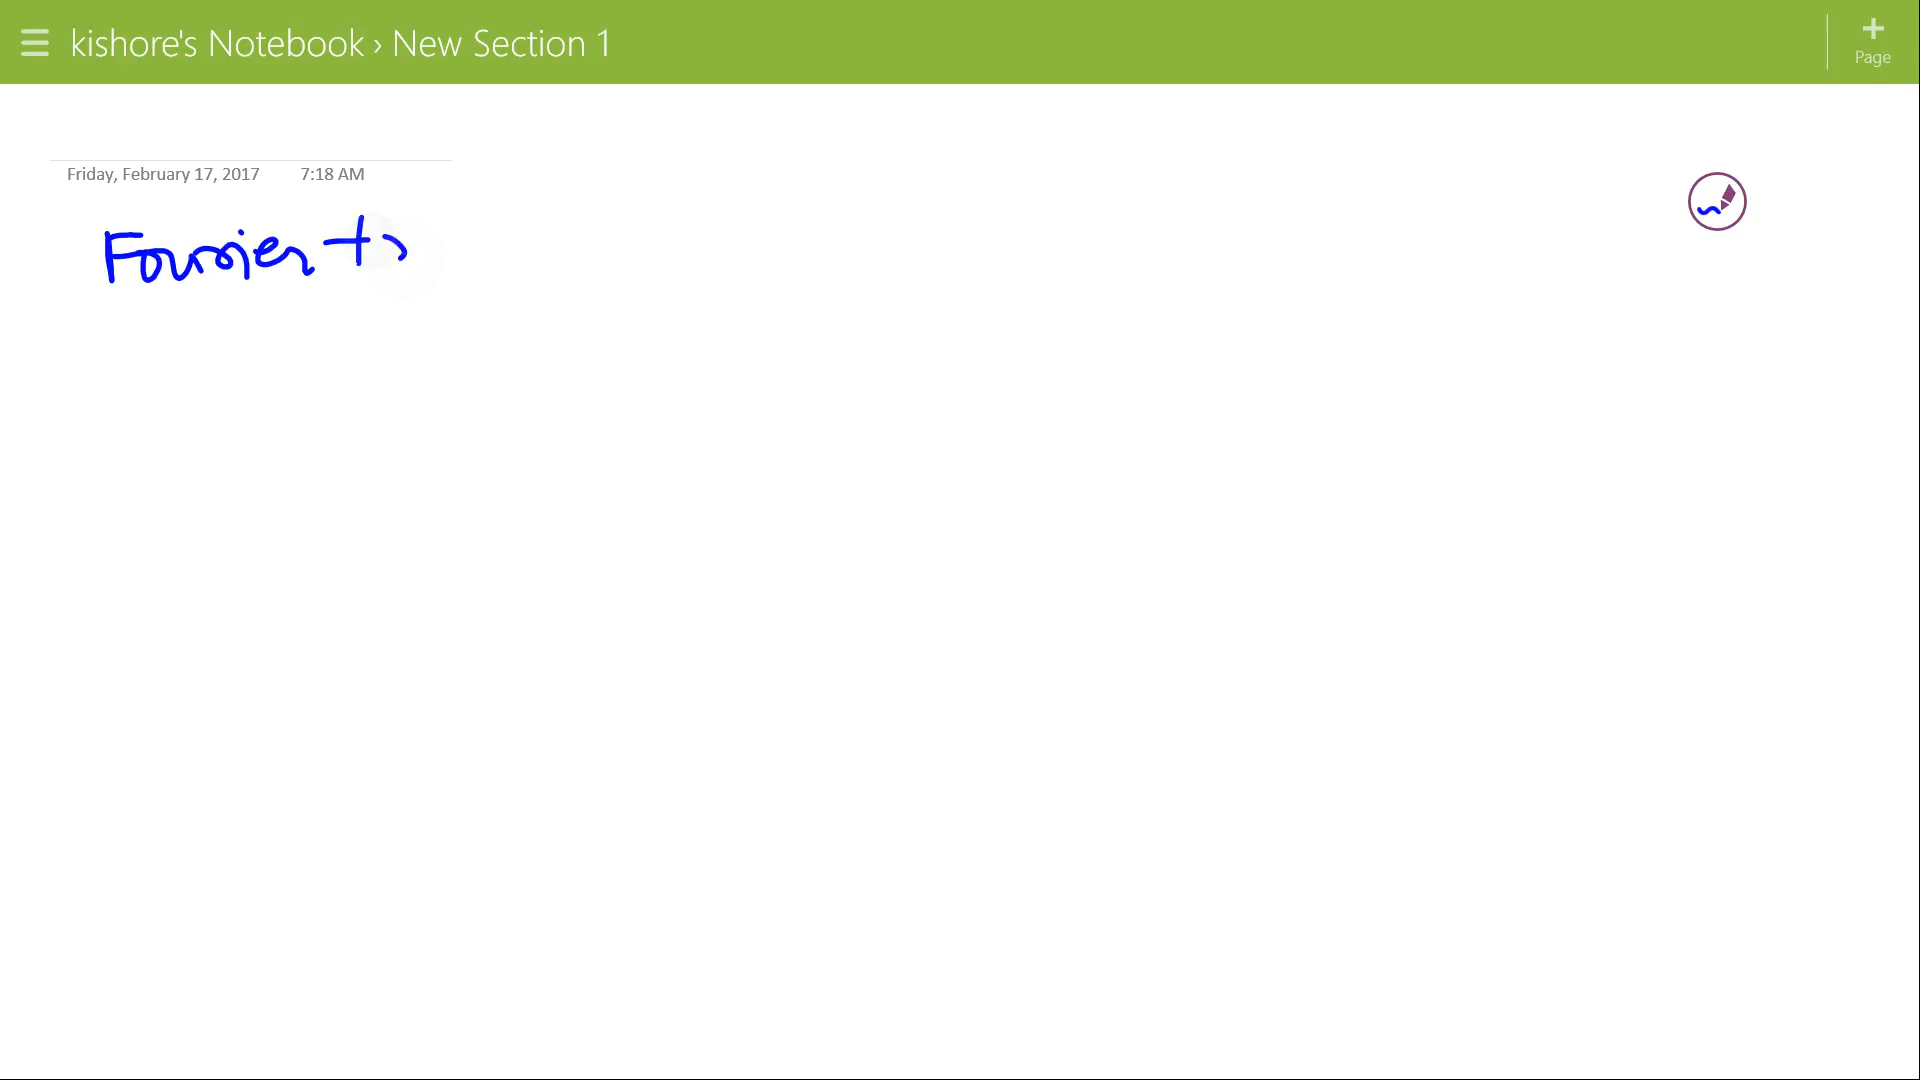 kishore's Notebook › New Section 1
Page
Friday, February 17, 2017 7:18 AM
Fourier